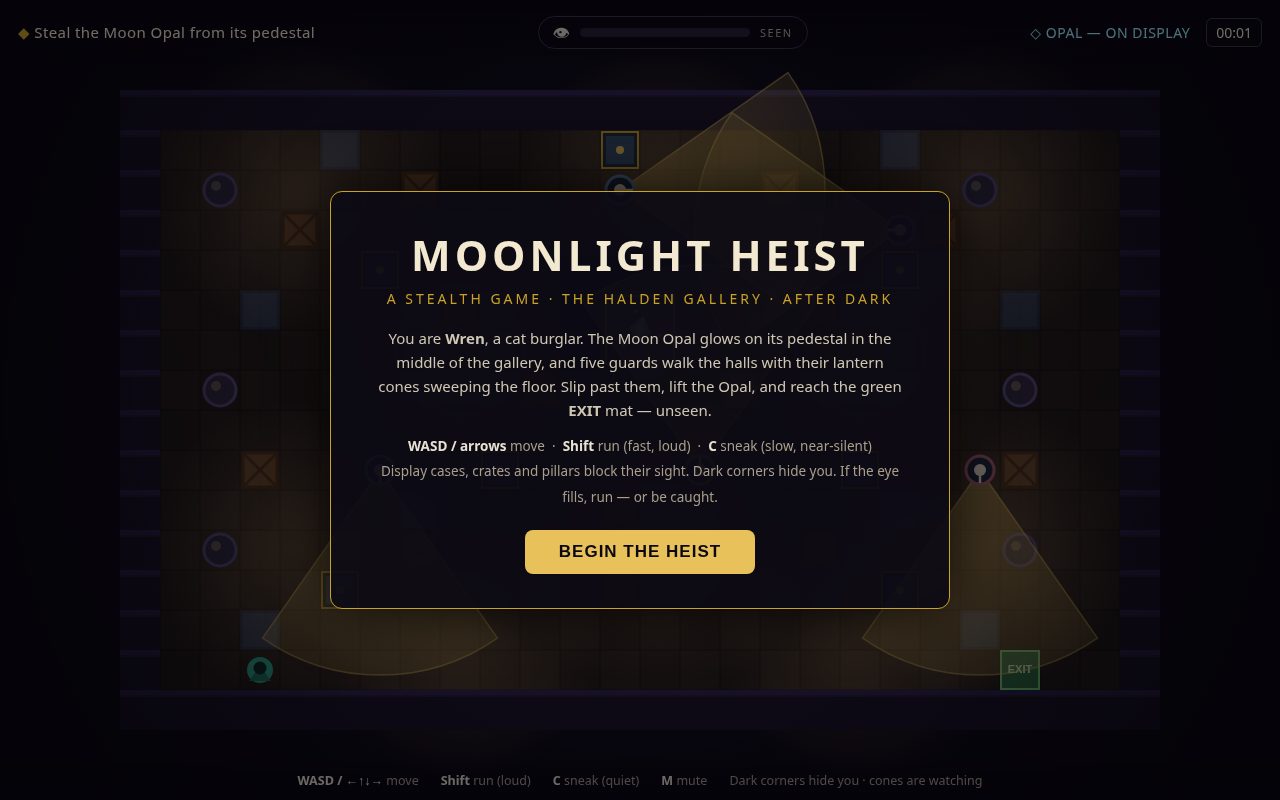 ◆ Steal the Moon Opal from its pedestal
SEEN
◇ OPAL — ON DISPLAY
00:01
MOONLIGHT HEIST
A STEALTH GAME · THE HALDEN GALLERY · AFTER DARK
You are Wren, a cat burglar. The Moon Opal glows on its pedestal in the
middle of the gallery, and five guards walk the halls with their lantern
cones sweeping the floor. Slip past them, lift the Opal, and reach the green
EXIT mat — unseen.
WASD / arrows move · Shift run (fast, loud) · C sneak (slow, near-silent)
Display cases, crates and pillars block their sight. Dark corners hide you. If the eye
fills, run — or be caught.
BEGIN THE HEIST
EXIT
WASD / ←↑↓→ move Shift run (loud) C sneak (quiet) M mute Dark corners hide you · cones are watching